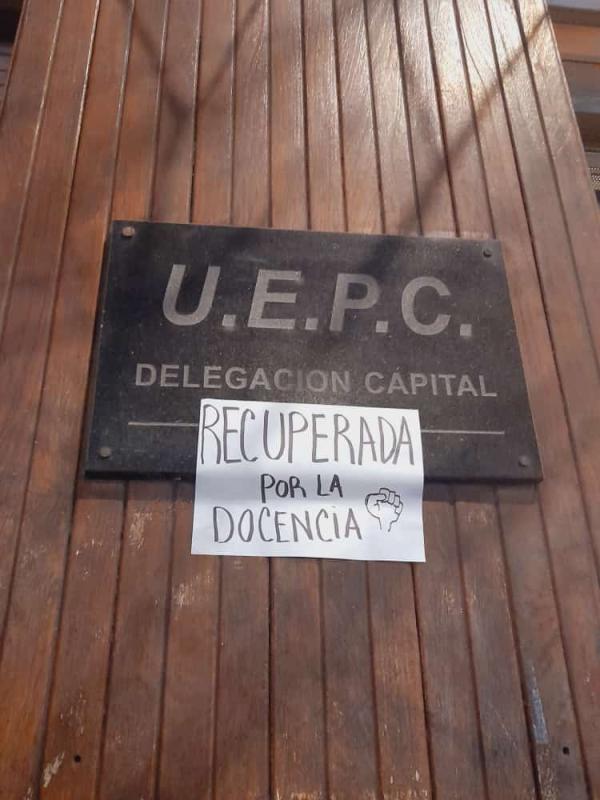 U.E.P.C.
DELEGACION CAPITAL
RECUPERADA
POR LA
DOCENCIA